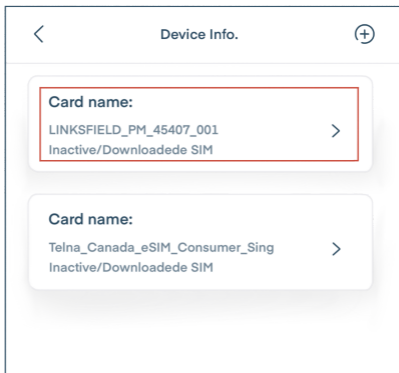 Device Info.
Card name:
LINKSFIELD_PM_45407_001
Inactive/Downloadede SIM
Card name:
Telna_Canada_eSIM_Consumer_Sing
Inactive/Downloadede SIM